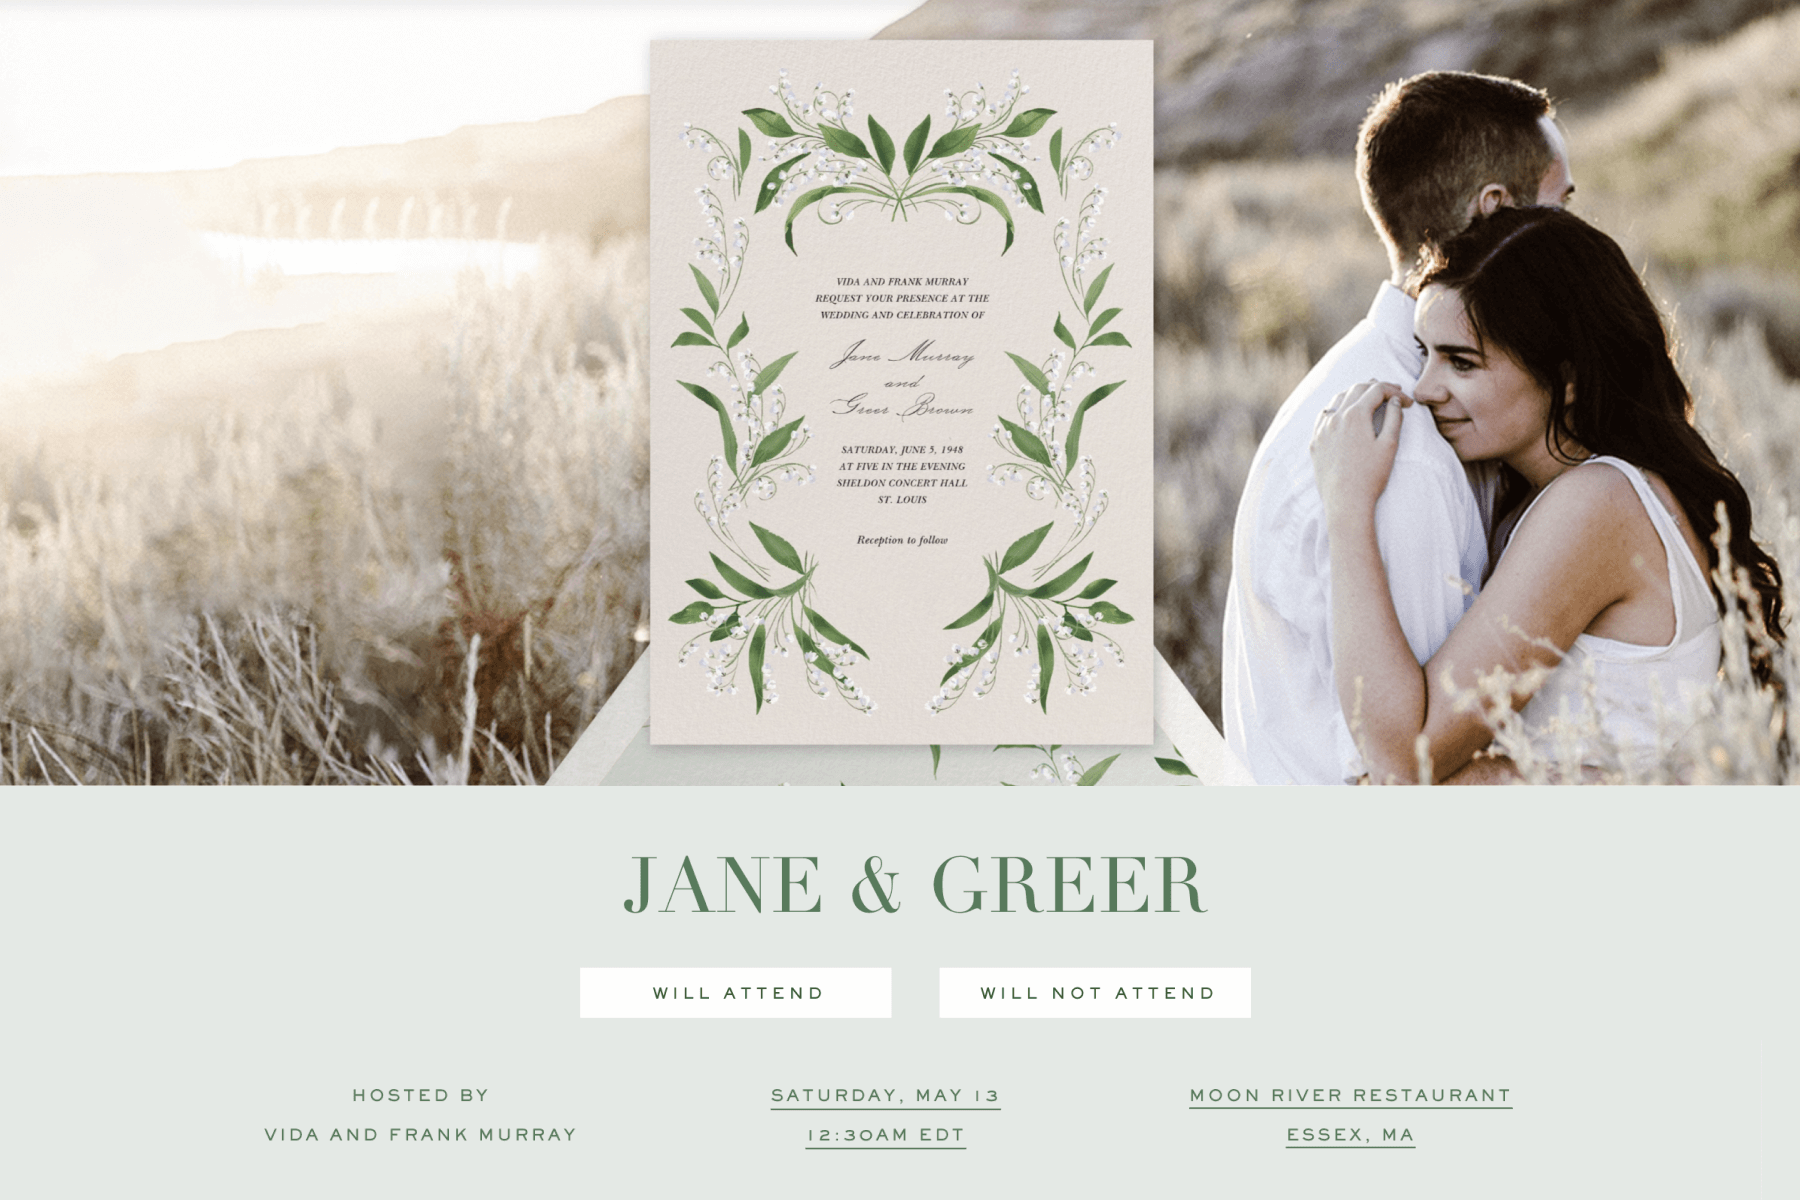 VIDA AND FRANK MURRAY
REQUEST YOUR PRESENCE AT THE
WEDDING AND CELEBRATION OF
Jane Murray
and
Greer Brown
SATURDAY, JUNE 5, 1948
AT FIVE IN THE EVENING
SHELDON CONCERT HALL
ST. LOUIS
Reception to follow
JANE & GREER
WILL ATTEND
WILL NOT ATTEND
HOSTED BY
VIDA AND FRANK MURRAY
SATURDAY, MAY 13
12:30AM EDT
MOON RIVER RESTAURANT
ESSEX, MA